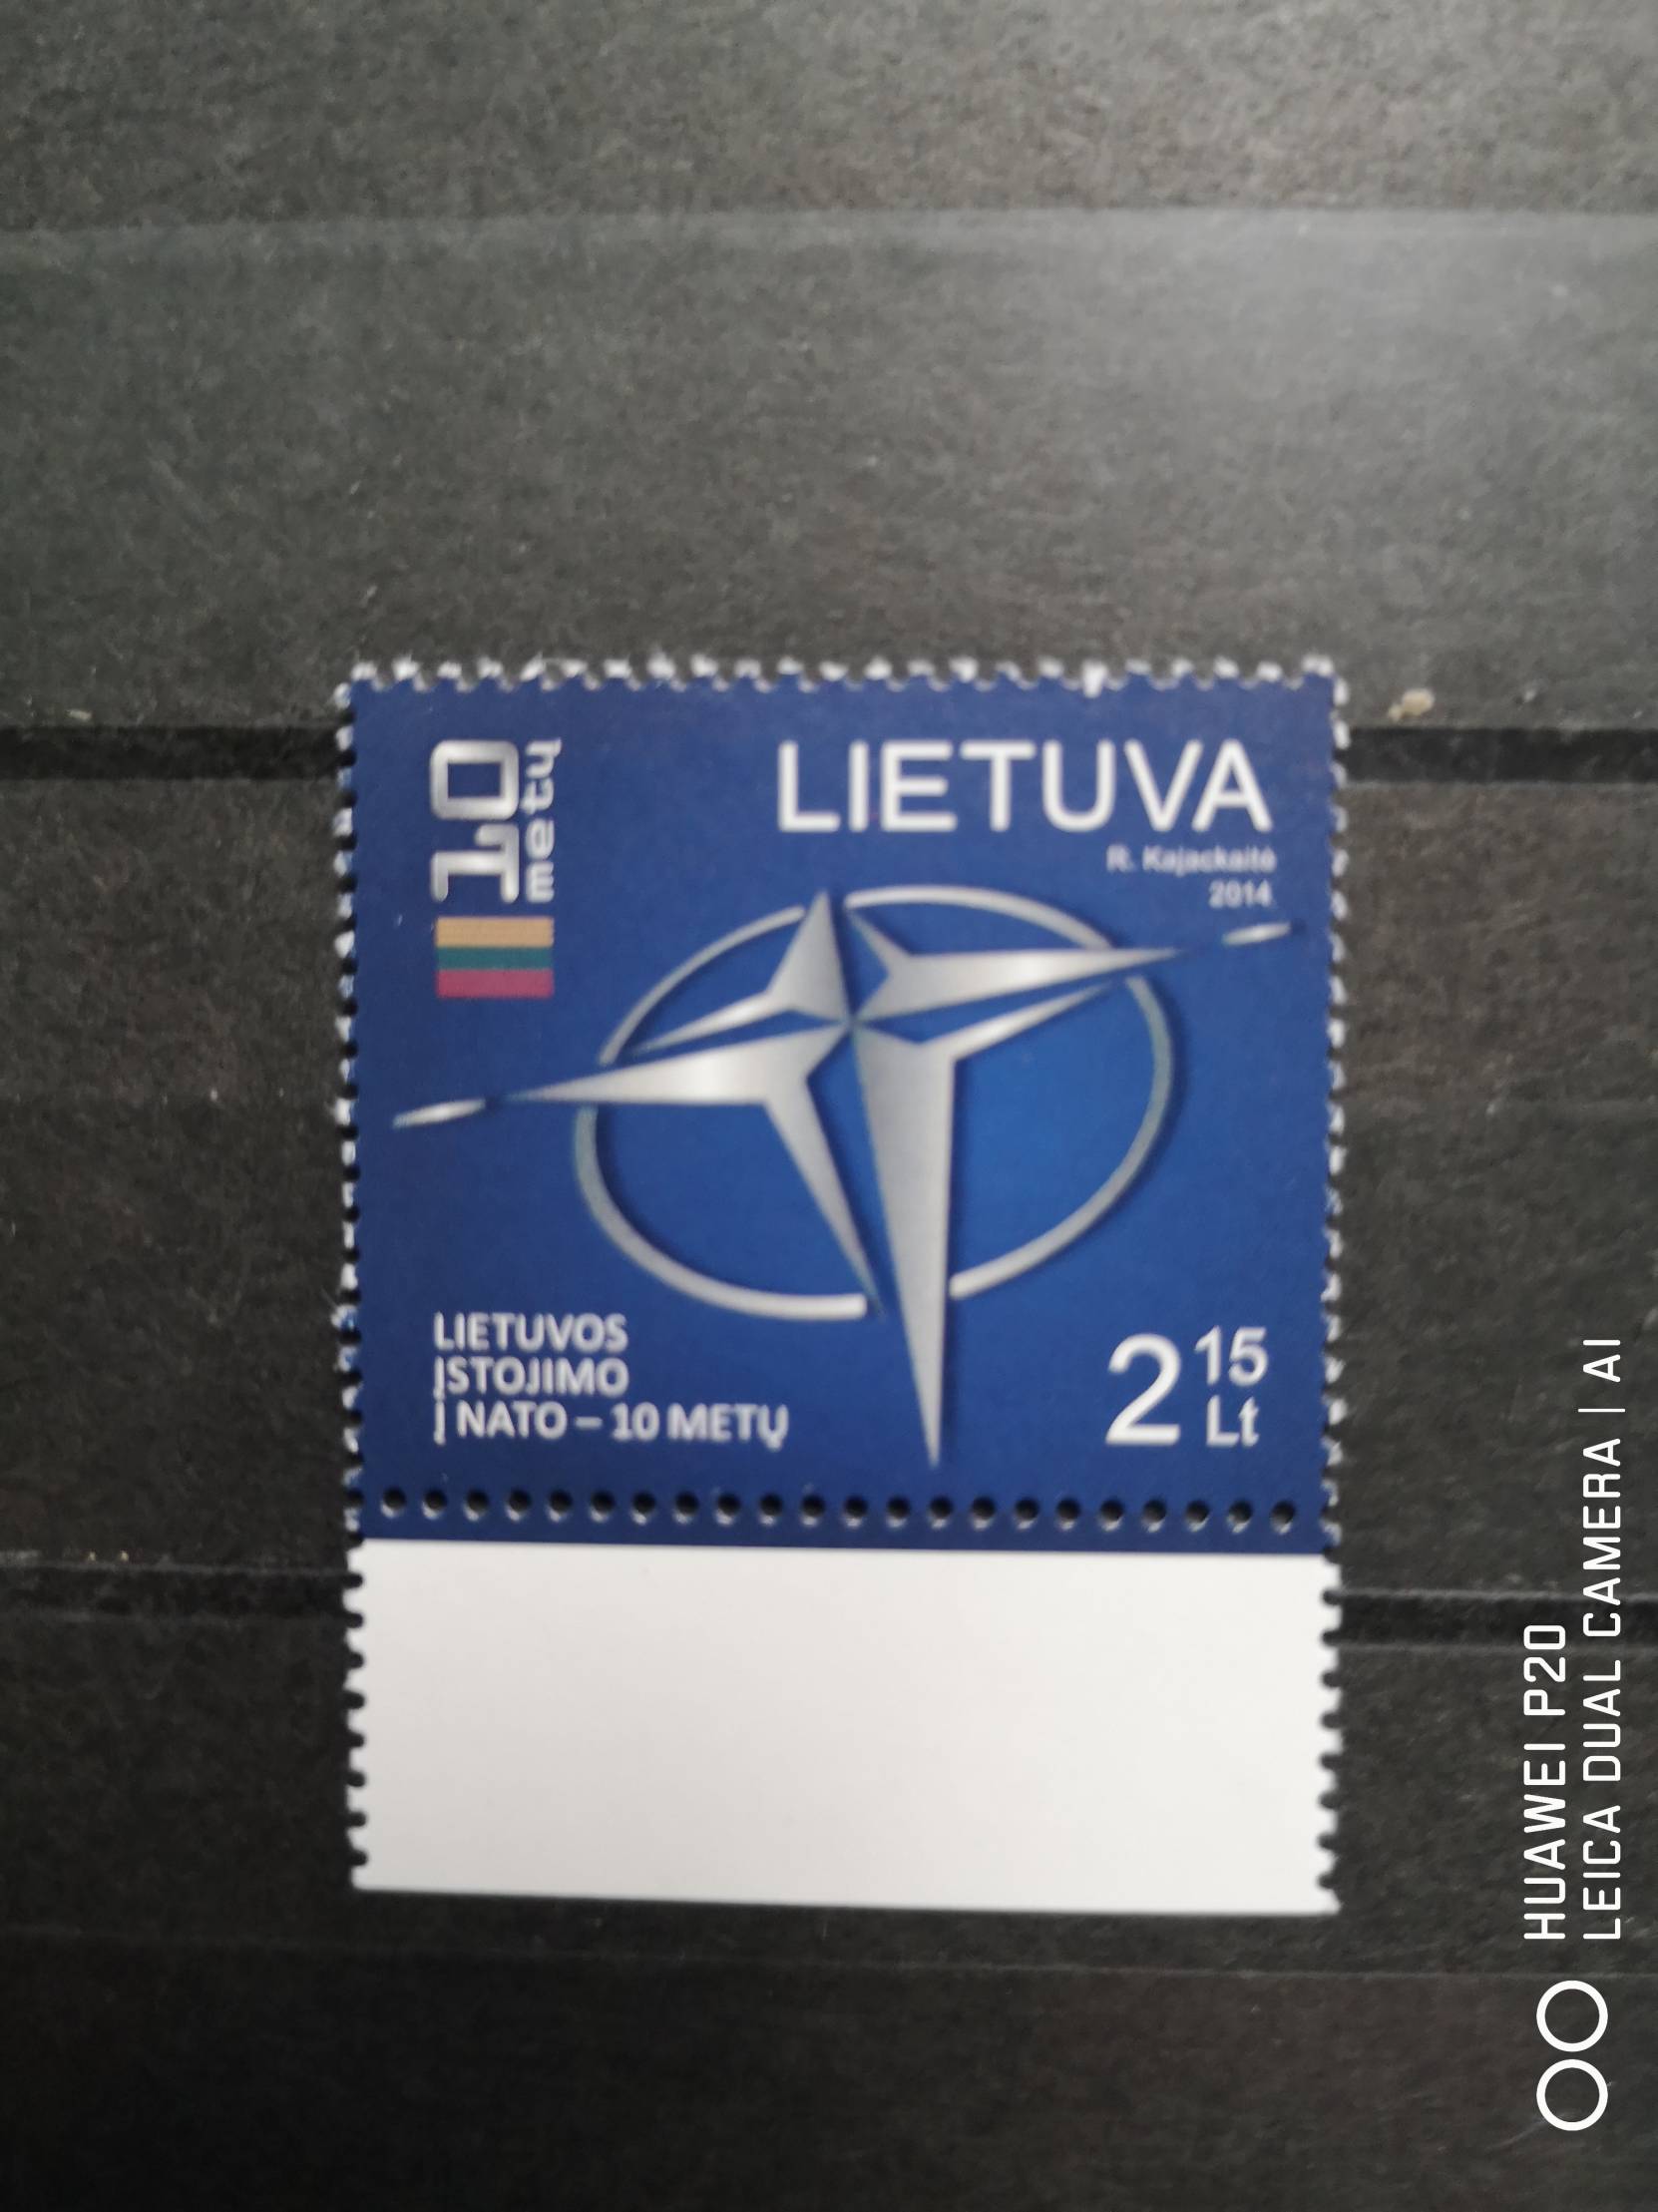 10
metų
LIETUVA
R. Kajackaitė
2014
LIETUVOS
ĮSTOJIMO
Į NATO – 10 METŲ
2 15
Lt
HUAWEI P20
LEICA DUAL CAMERA | AI